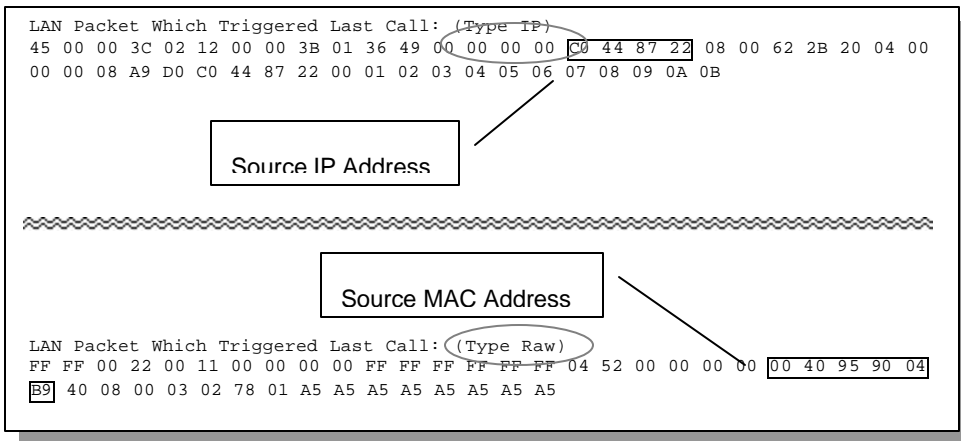 LAN Packet Which Triggered Last Call: (Type IP)
45 00 00 3C 02 12 00 00 3B 01 36 49 00 00 00 00 C0 44 87 22 08 00 62 2B 20 04 00
00 00 08 A9 D0 C0 44 87 22 00 01 02 03 04 05 06 07 08 09 0A 0B
Source IP Address
Source MAC Address
LAN Packet Which Triggered Last Call: (Type Raw)
FF FF 00 22 00 11 00 00 00 00 FF FF FF FF FF FF 04 52 00 00 00 00 00 40 95 90 04
B9 40 08 00 03 02 78 01 A5 A5 A5 A5 A5 A5 A5 A5